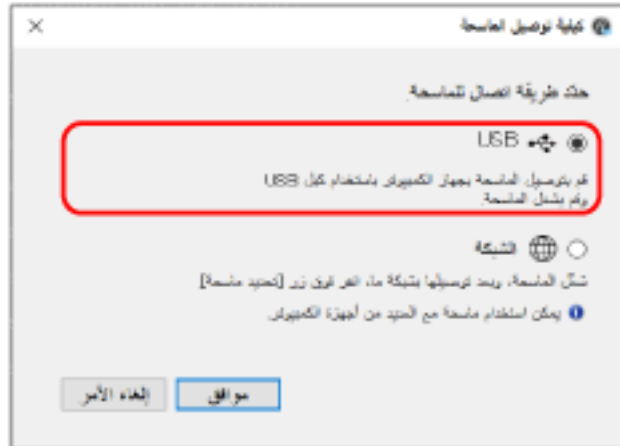 كيفية توصيل الماسحة
حدّد طريقة اتصال للماسحة.
USB
قم بتوصيل الماسحة بجهاز الكمبيوتر باستخدام كبل USB
وقم بشغل الماسحة.
الشبكة
شغّل الماسحة، وبعد توصيلها بشبكة ما، انقر فوق زر [تحديد ماسحة]
يمكن استخدام ماسحة مع العديد من أجهزة الكمبيوتر.
موافق
إلغاء الأمر